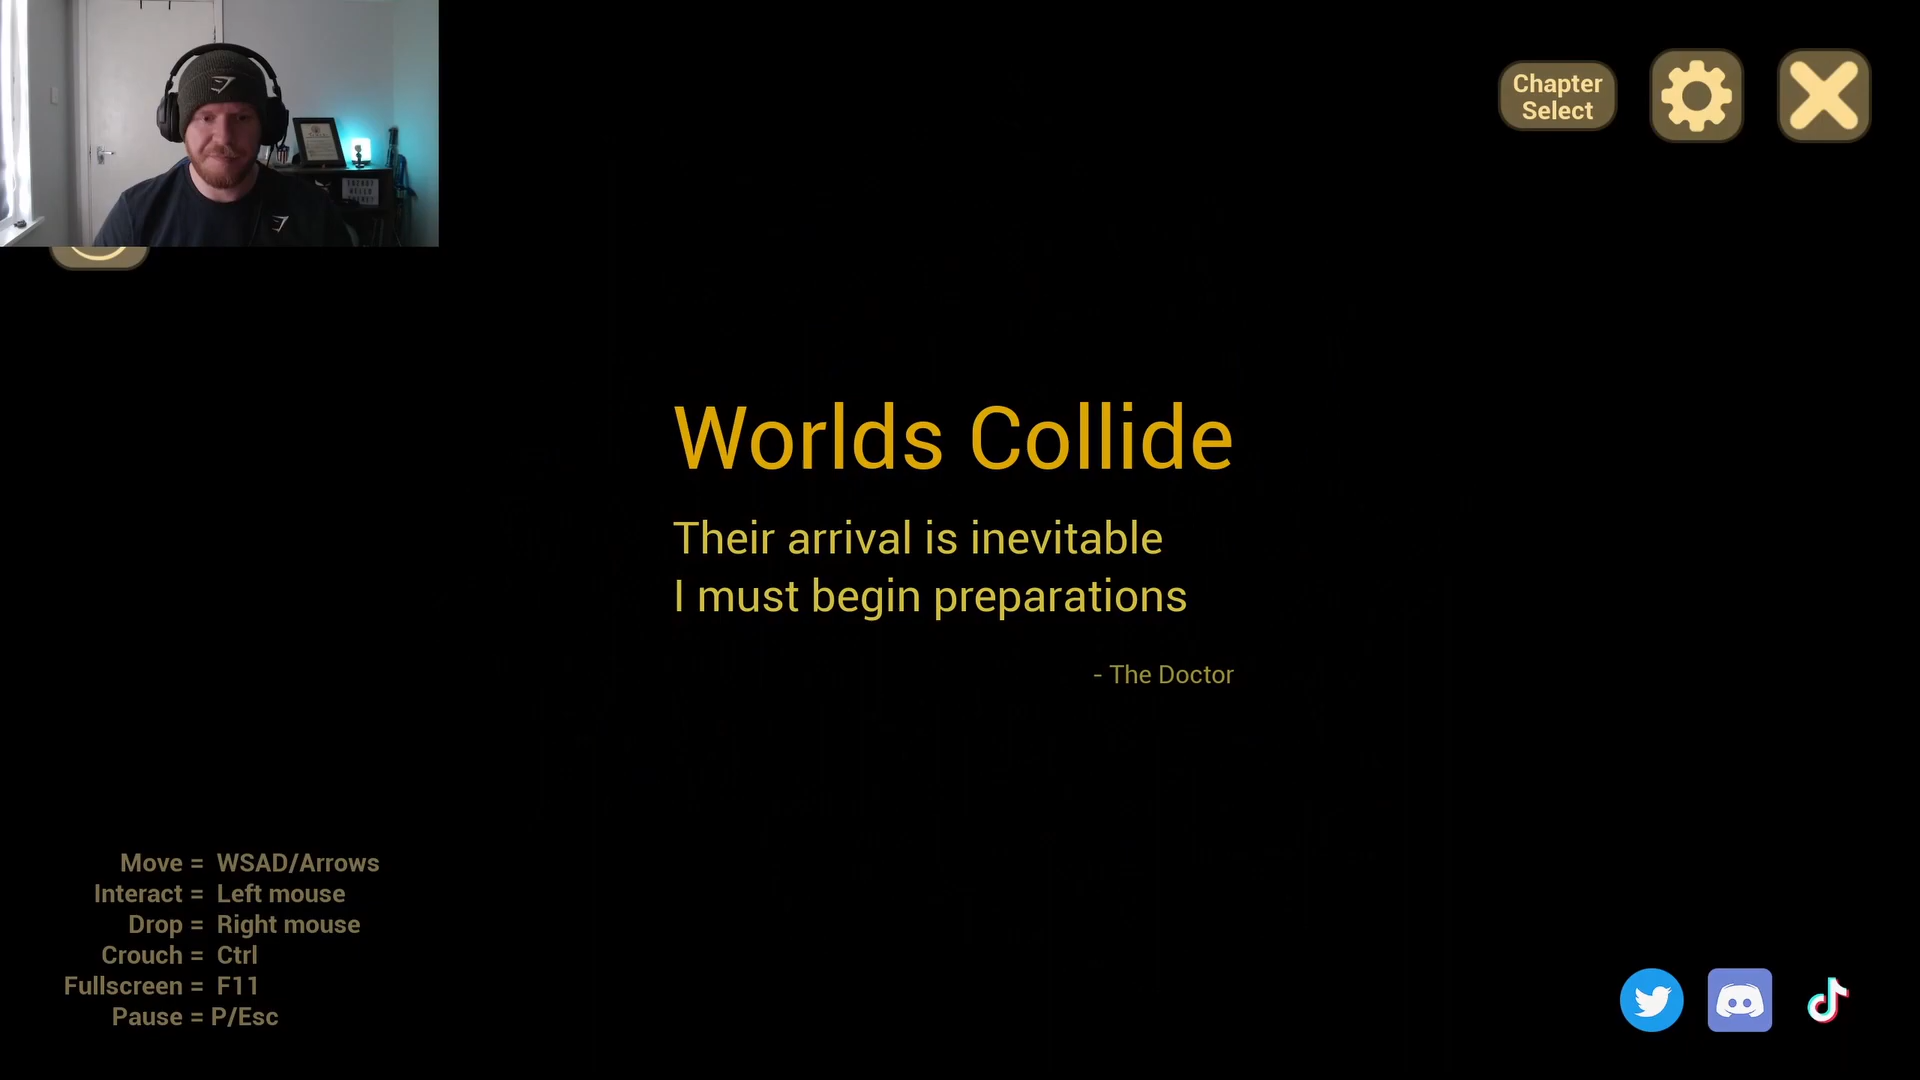 Chapter
Select
Worlds Collide
Their arrival is inevitable
I must begin preparations
- The Doctor
Move = WSAD/Arrows
Interact = Left mouse
Drop = Right mouse
Crouch = Ctrl
Fullscreen = F11
Pause = P/Esc